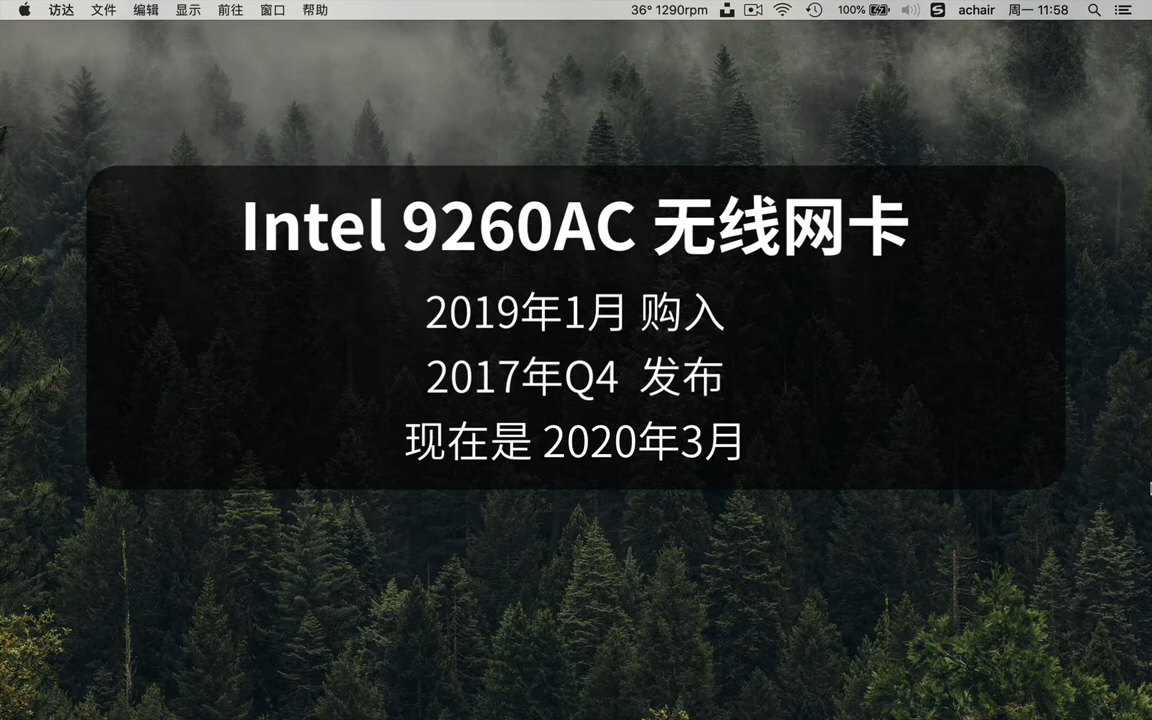 访达 文件 编辑 显示 前往 窗口 帮助 36° 1290rpm 100% achair 周一 11:58
Intel 9260AC 无线网卡
2019年1月 购入
2017年Q4 发布
现在是 2020年3月